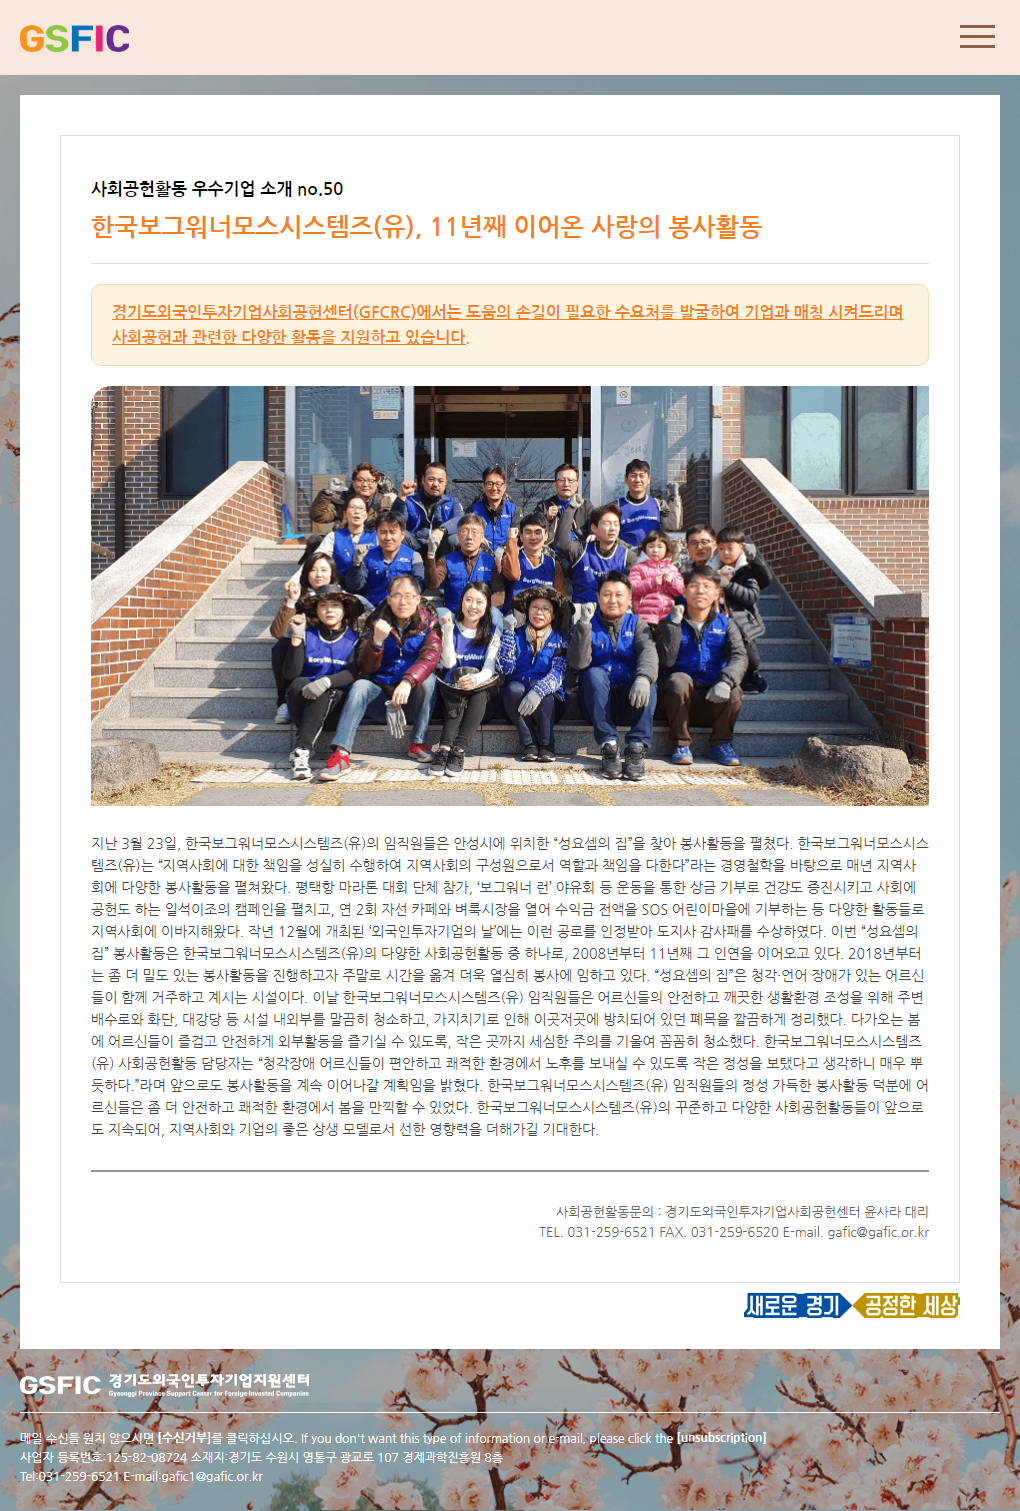 GSFIC
사회공헌활동 우수기업 소개 no.50
한국보그워너모스시스템즈(유), 11년째 이어온 사랑의 봉사활동
경기도외국인투자기업사회공헌센터(GFCRC)에서는 도움의 손길이 필요한 수요처를 발굴하여 기업과 매칭 시켜드리며
사회공헌과 관련한 다양한 활동을 지원하고 있습니다.
BorgWarner
BorgWarner
BorgWarner
BorgWarner
지난 3월 23일, 한국보그워너모스시스템즈(유)의 임직원들은 안성시에 위치한 “성요셉의 집”을 찾아 봉사활동을 펼쳤다. 한국보그워너모스시스
템즈(유)는 “지역사회에 대한 책임을 성실히 수행하여 지역사회의 구성원으로서 역할과 책임을 다한다”라는 경영철학을 바탕으로 매년 지역사
회에 다양한 봉사활동을 펼쳐왔다. 평택항 마라톤 대회 단체 참가, ‘보그워너 런’ 야유회 등 운동을 통한 상금 기부로 건강도 증진시키고 사회에
공헌도 하는 일석이조의 캠페인을 펼치고, 연 2회 자선 카페와 벼룩시장을 열어 수익금 전액을 SOS 어린이마을에 기부하는 등 다양한 활동들로
지역사회에 이바지해왔다. 작년 12월에 개최된 ‘외국인투자기업의 날’에는 이런 공로를 인정받아 도지사 감사패를 수상하였다. 이번 “성요셉의
집” 봉사활동은 한국보그워너모스시스템즈(유)의 다양한 사회공헌활동 중 하나로, 2008년부터 11년째 그 인연을 이어오고 있다. 2018년부터
는 좀 더 밀도 있는 봉사활동을 진행하고자 주말로 시간을 옮겨 더욱 열심히 봉사에 임하고 있다. “성요셉의 집”은 청각·언어 장애가 있는 어르신
들이 함께 거주하고 계시는 시설이다. 이날 한국보그워너모스시스템즈(유) 임직원들은 어르신들의 안전하고 깨끗한 생활환경 조성을 위해 주변
배수로와 화단, 대강당 등 시설 내외부를 말끔히 청소하고, 가지치기로 인해 이곳저곳에 방치되어 있던 폐목을 깔끔하게 정리했다. 다가오는 봄
에 어르신들이 즐겁고 안전하게 외부활동을 즐기실 수 있도록, 작은 곳까지 세심한 주의를 기울여 꼼꼼히 청소했다. 한국보그워너모스시스템즈
(유) 사회공헌활동 담당자는 “청각장애 어르신들이 편안하고 쾌적한 환경에서 노후를 보내실 수 있도록 작은 정성을 보탰다고 생각하니 매우 뿌
듯하다.”라며 앞으로도 봉사활동을 계속 이어나갈 계획임을 밝혔다. 한국보그워너모스시스템즈(유) 임직원들의 정성 가득한 봉사활동 덕분에 어
르신들은 좀 더 안전하고 쾌적한 환경에서 봄을 만끽할 수 있었다. 한국보그워너모스시스템즈(유)의 꾸준하고 다양한 사회공헌활동들이 앞으로
도 지속되어, 지역사회와 기업의 좋은 상생 모델로서 선한 영향력을 더해가길 기대한다.
사회공헌활동문의 : 경기도외국인투자기업사회공헌센터 윤사라 대리
TEL. 031-259-6521 FAX. 031-259-6520 E-mail. gafic@gafic.or.kr
새로운 경기 공정한 세상
GSFIC 경기도외국인투자기업지원센터
Gyeonggi Province Support Center for Foreign Invested Companies
메일 수산을 원치 않으시면 [수신거부]를 클릭하십시오. If you don't want this type of information or e-mail, please click the [unsubscription]
사업자 등록번호:125-82-08724 소재지:경기도 수원시 영통구 광교로 107 경제과학진흥원 8층
Tel:031-259-6521 E-mail:gafic1@gafic.or.kr